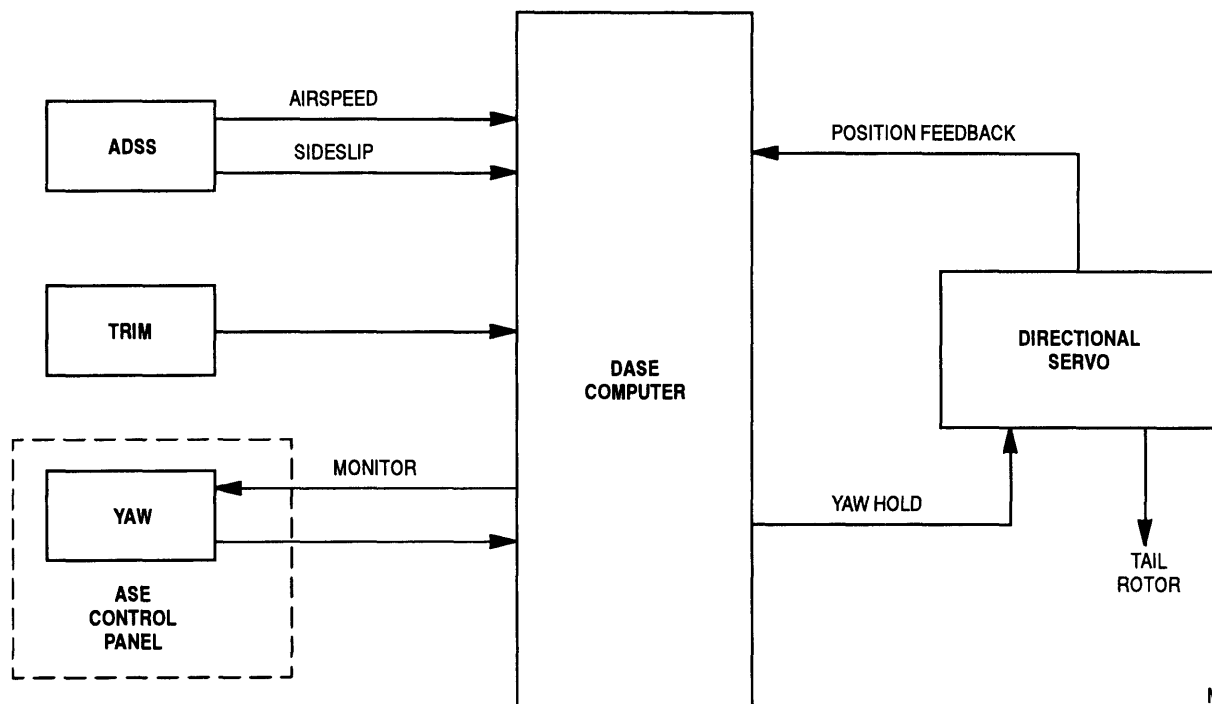 AIRSPEED
ADSS
SIDESLIP
POSITION FEEDBACK
TRIM
DIRECTIONAL
SERVO
DASE
COMPUTER
MONITOR
YAW
YAW HOLD
TAIL
ROTOR
ASE
CONTROL
PANEL